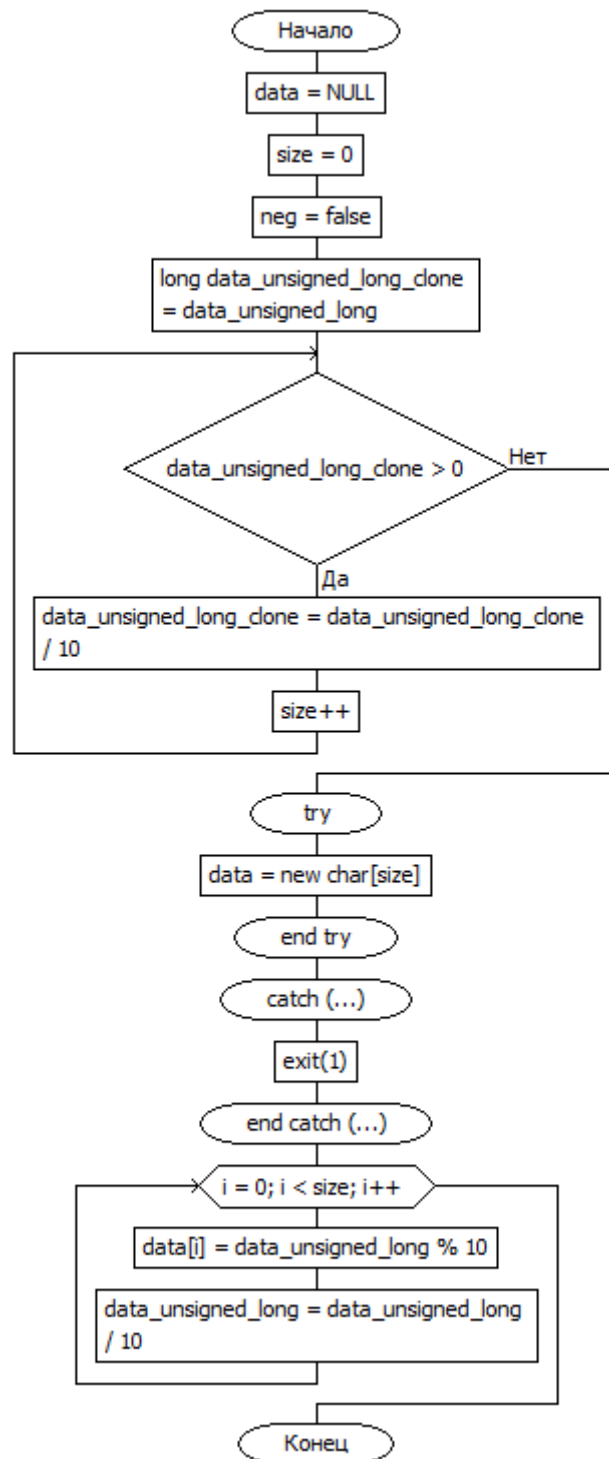 Начало
data = NULL
size = 0
neg = false
long data_unsigned_long_clone
= data_unsigned_long
data_unsigned_long_clone > 0
Нет
Да
data_unsigned_long_clone = data_unsigned_long_clone
/ 10
size++
try
data = new char[size]
end try
catch (...)
exit(1)
end catch (...)
i = 0; i < size; i++
data[i] = data_unsigned_long % 10
data_unsigned_long = data_unsigned_long
/ 10
Конец